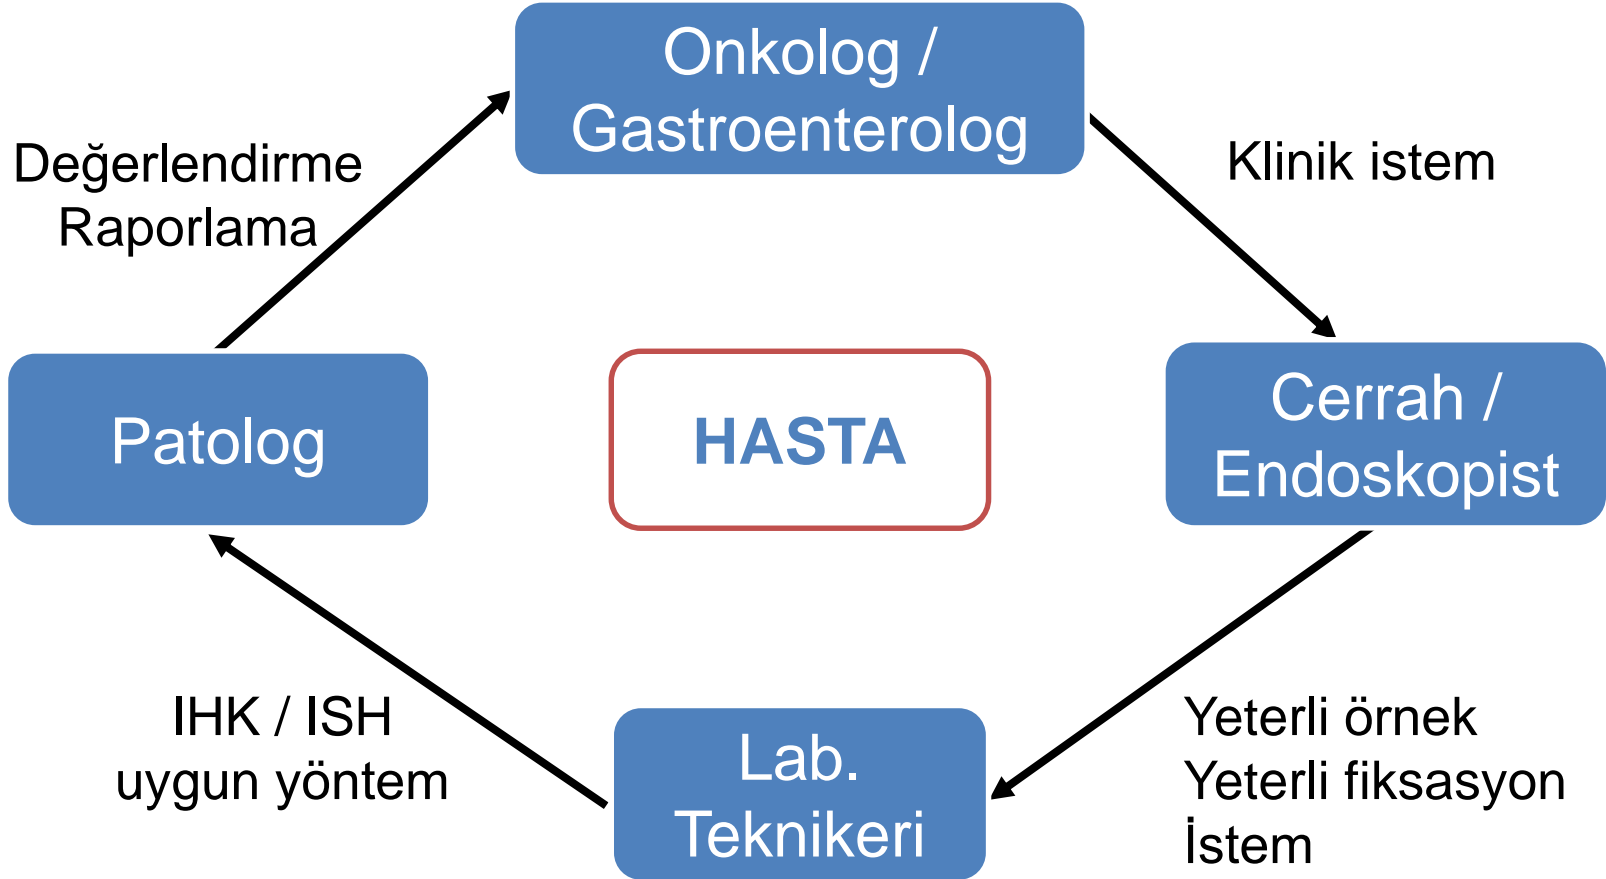 Onkolog /
Gastroenterolog
Değerlendirme
Raporlama
Klinik istem
Patolog
HASTA
Cerrah /
Endoskopist
IHK / ISH
uygun yöntem
Lab.
Teknikeri
Yeterli örnek
Yeterli fiksasyon
İstem